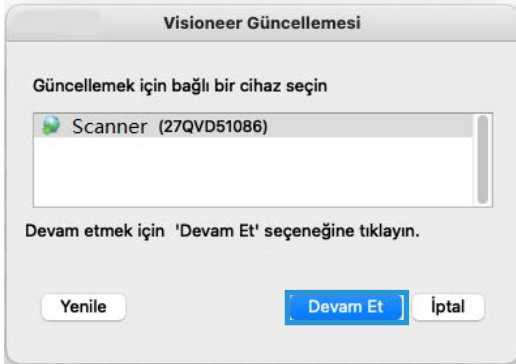 Visioneer Güncellemesi
Güncellemek için bağlı bir cihaz seçin
Scanner (27QVD51086)
Devam etmek için 'Devam Et' seçeneğine tıklayın.
Yenile Devam Et İptal